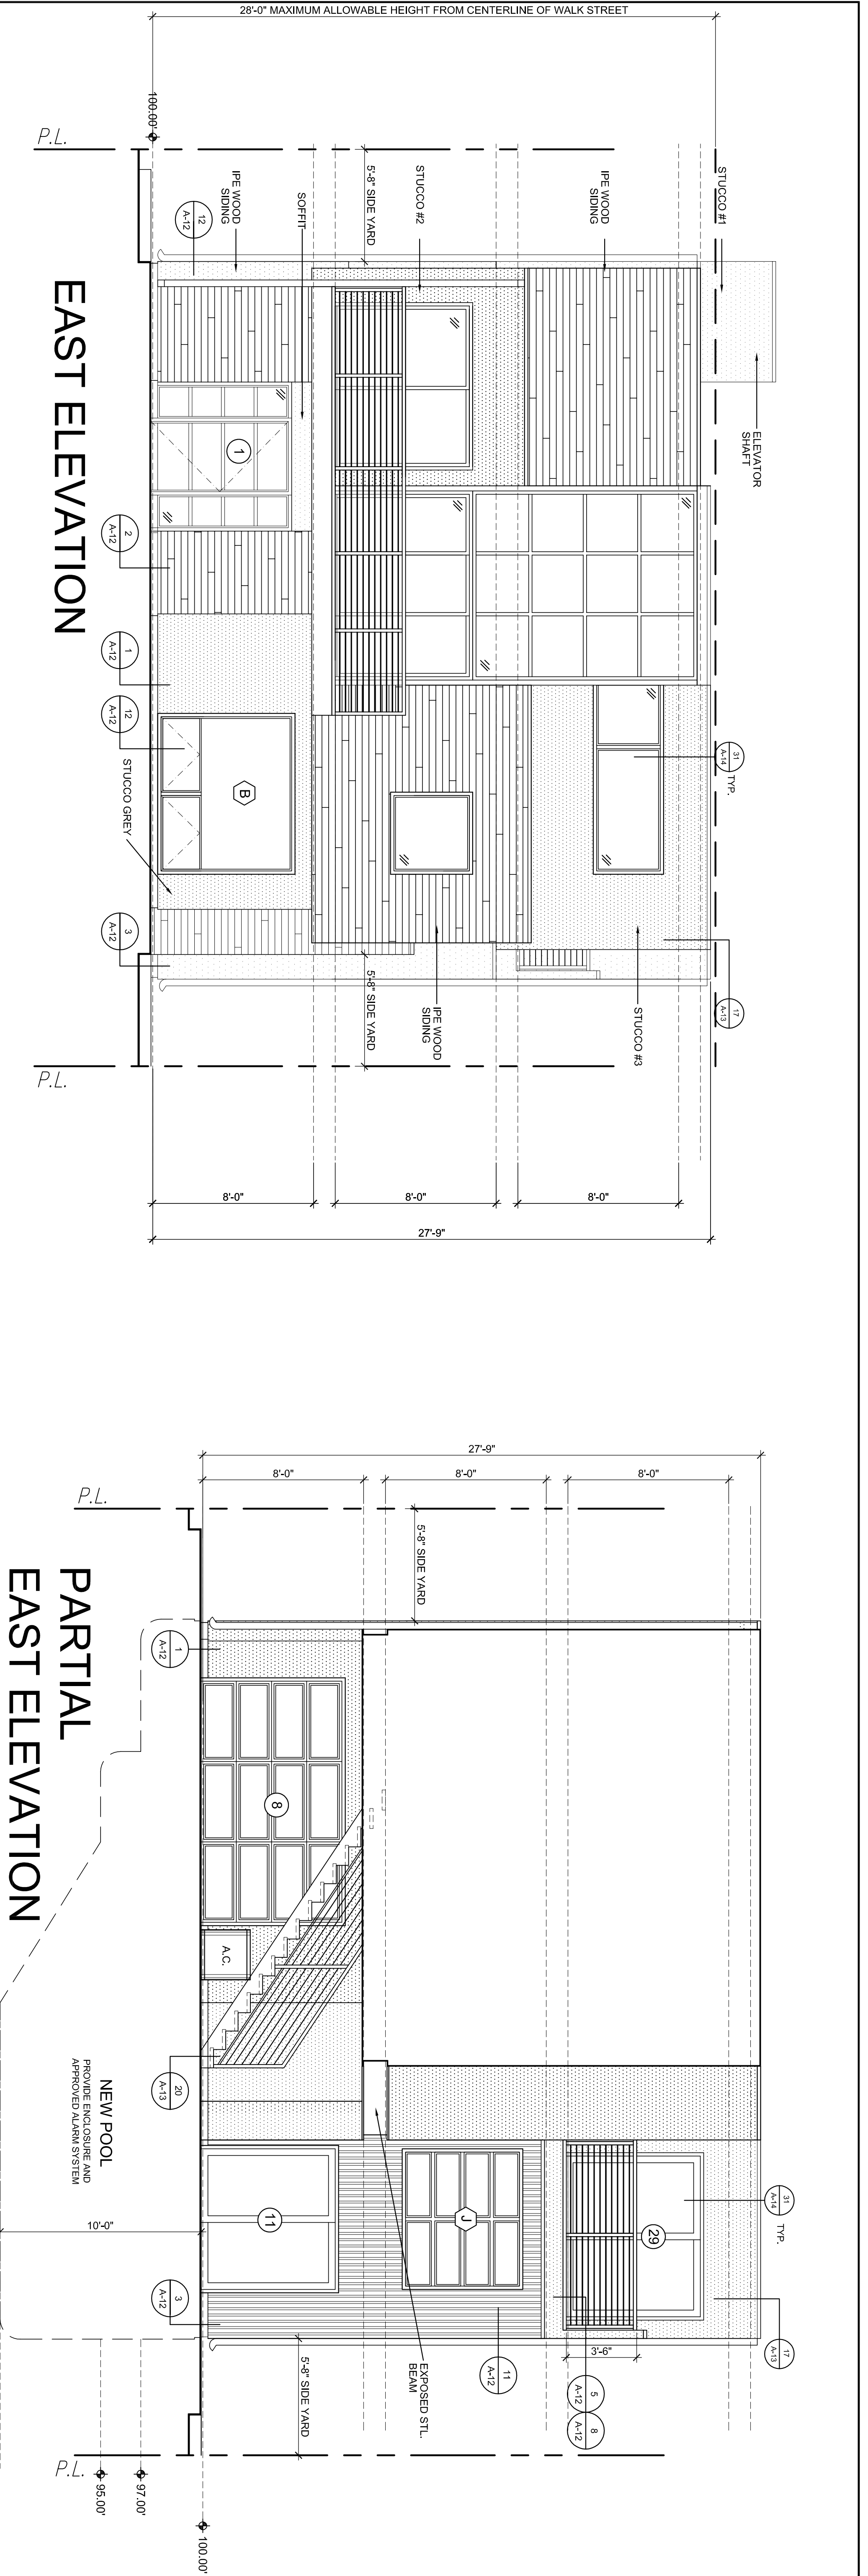 28'-0" MAXIMUM ALLOWABLE HEIGHT FROM CENTERLINE OF WALK STREET
100.00'
P.L.
5'-8" SIDE YARD
STUCCO #1
IPE WOOD
SIDING
STUCCO #2
SOFFIT
IPE WOOD
SIDING
12
A-12
ELEVATOR
SHAFT
1
2
A-12
1
A-12
12
A-12
STUCCO GREY
B
3
A-12
31
A-14
TYP.
17
A-13
STUCCO #3
IPE WOOD
SIDING
5'-8" SIDE YARD
P.L.
8'-0"
8'-0"
8'-0"
27'-9"
EAST ELEVATION
27'-9"
8'-0"
8'-0"
8'-0"
P.L.
5'-8" SIDE YARD
1
A-12
8
A.C.
20
A-13
NEW POOL
PROVIDE ENCLOSURE AND
APPROVED ALARM SYSTEM
10'-0"
11
J
29
31
A-14
TYP.
17
A-13
3'-6"
5
A-12
8
A-12
11
A-12
EXPOSED STL.
BEAM
3
A-12
5'-8" SIDE YARD
P.L.
95.00'
97.00'
100.00'
PARTIAL
EAST ELEVATION